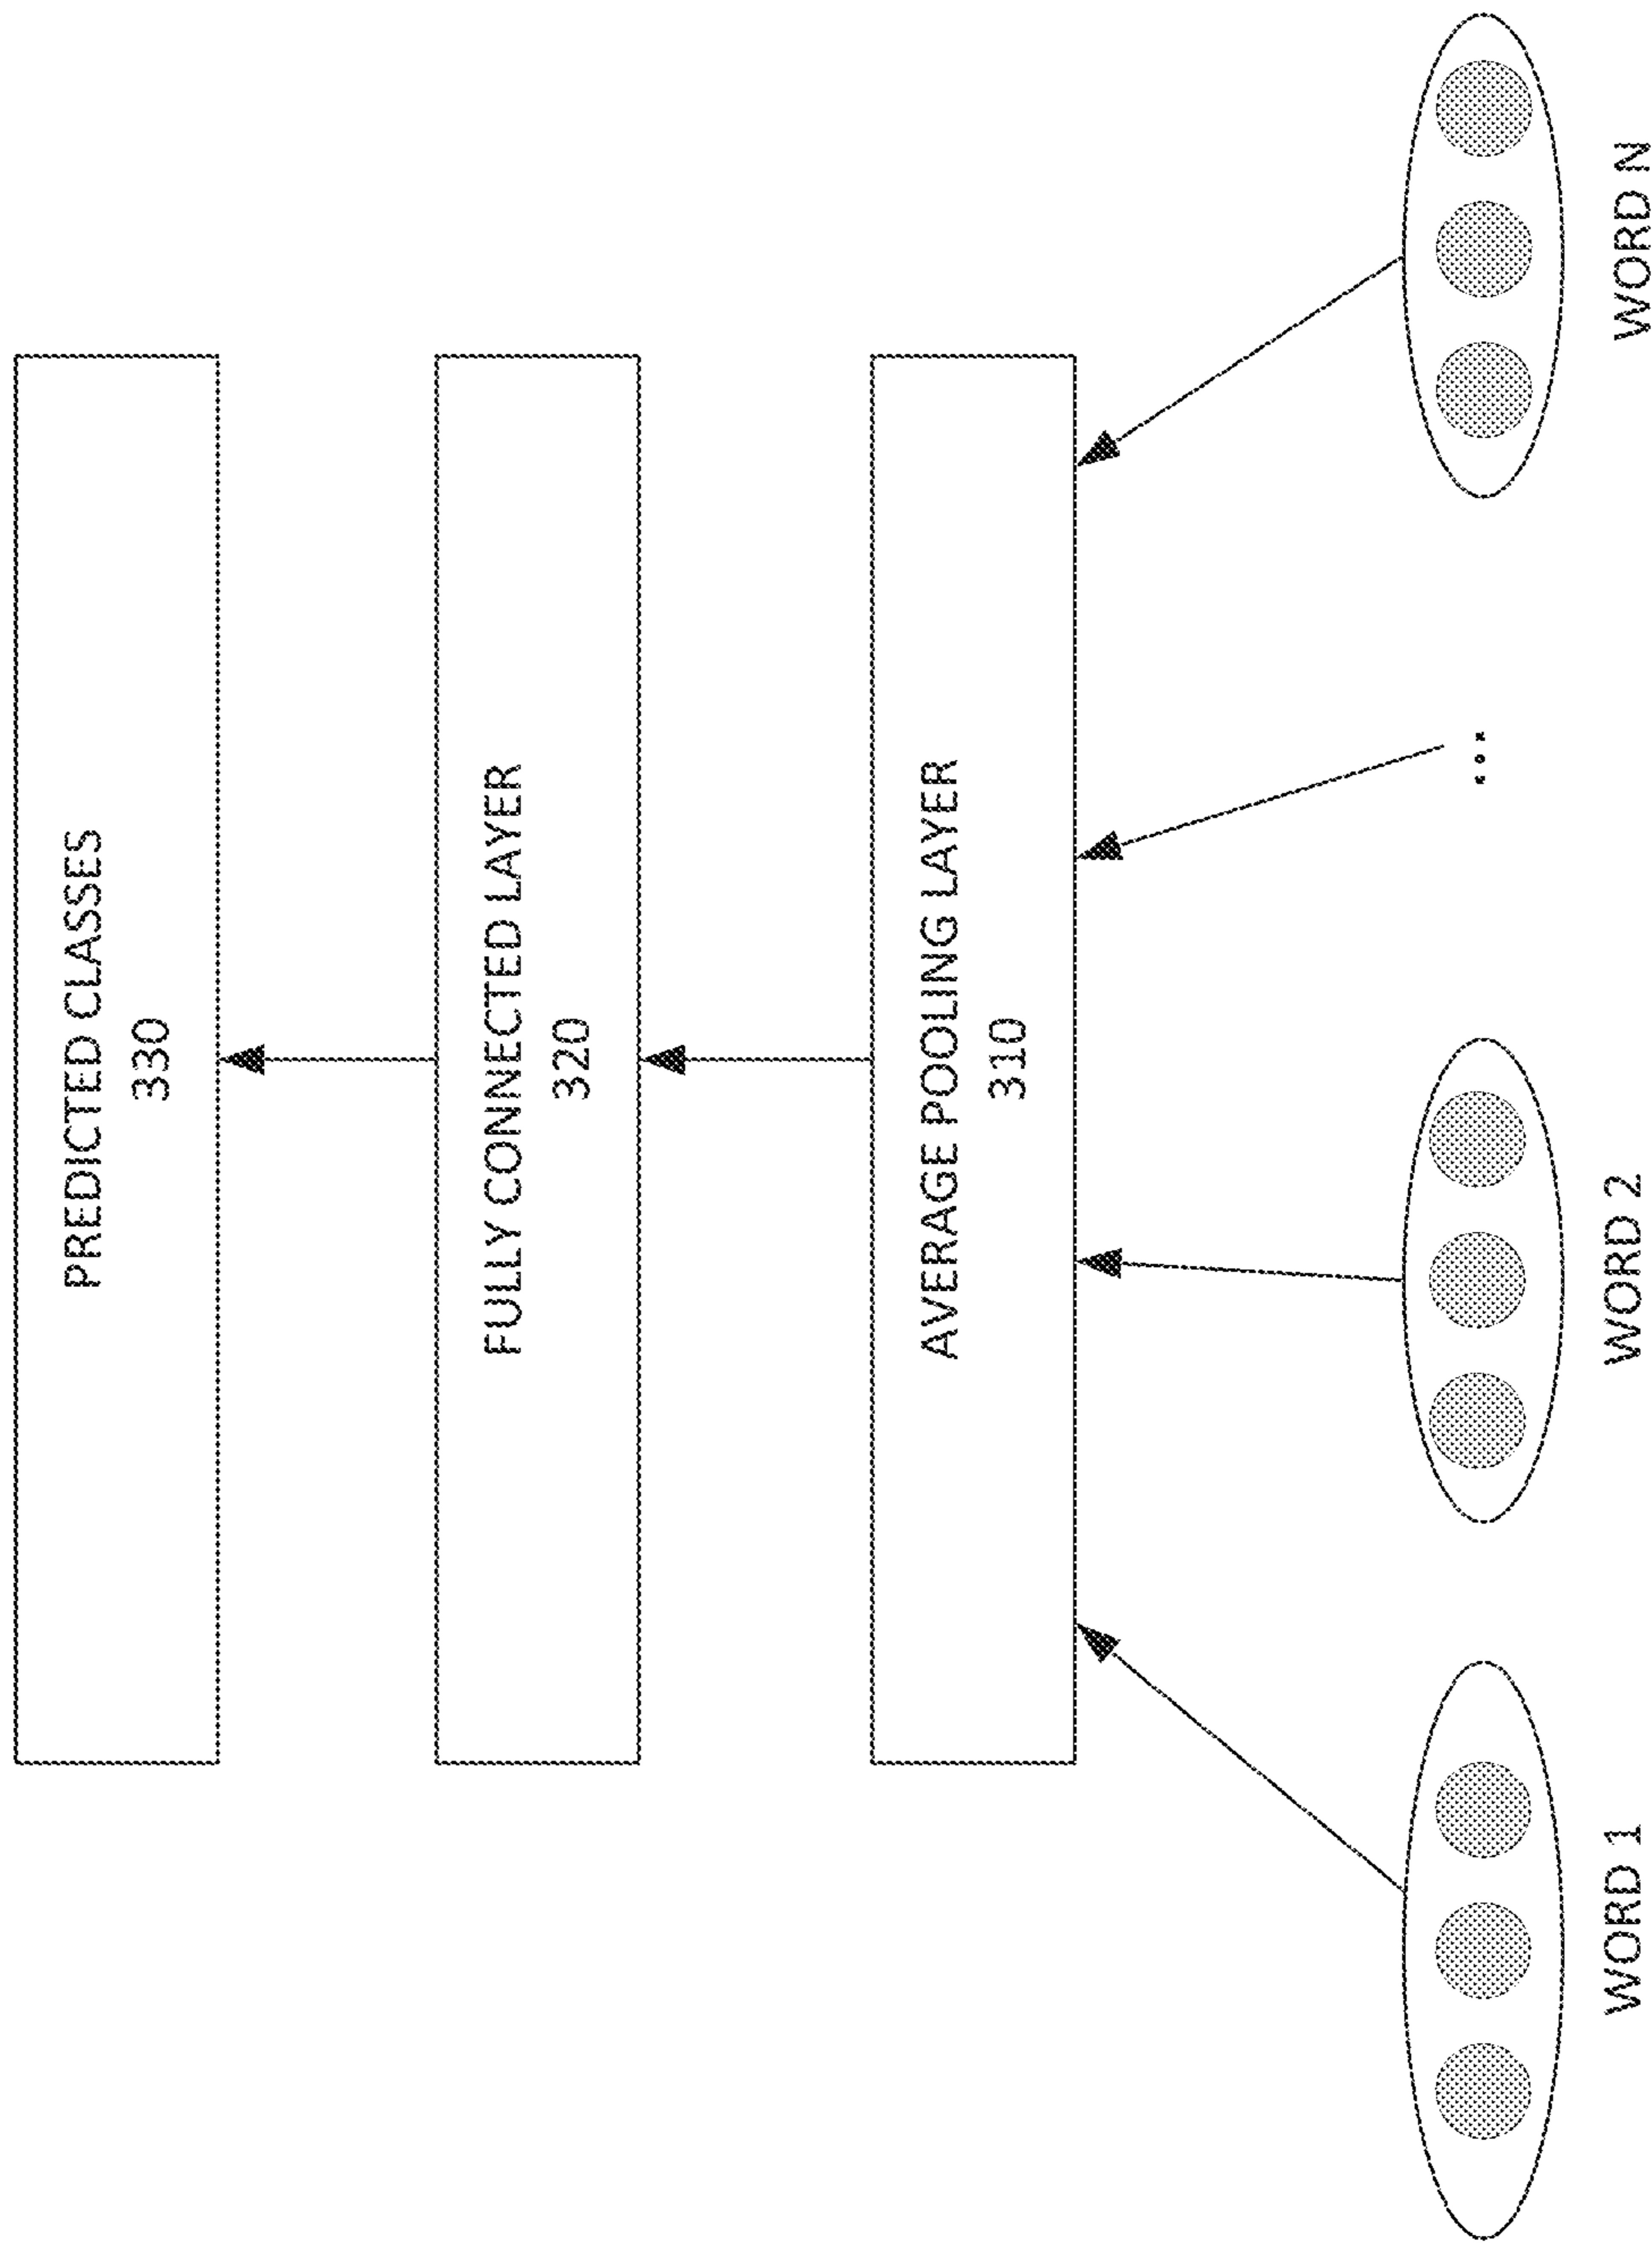 PREDICTED CLASSES
330
FULLY CONNECTED LAYER
320
AVERAGE POOLING LAYER
310
WORD 1
WORD 2
...
WORD N